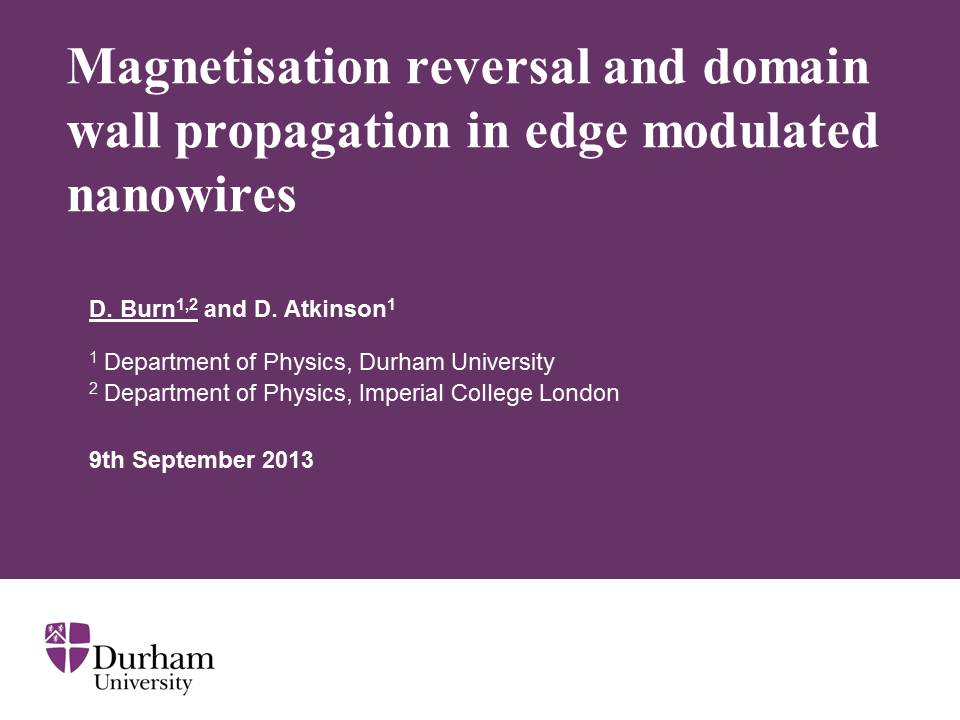 Magnetisation reversal and domain
wall propagation in edge modulated
nanowires
D. Burn¹,² and D. Atkinson¹
¹ Department of Physics, Durham University
² Department of Physics, Imperial College London
9th September 2013
Durham
University